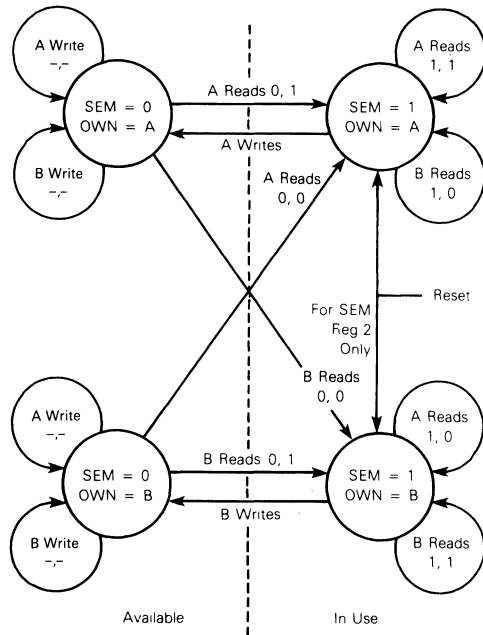 A Write
–,–
A Reads
1, 1
SEM = 0
OWN = A
A Reads 0, 1
SEM = 1
OWN = A
A Writes
B Write
–,–
A Reads
0, 0
B Reads
1, 0
For SEM
Reg 2
Only
Reset
B Reads
0, 0
A Write
–,–
A Reads
1, 0
SEM = 0
OWN = B
B Reads 0, 1
SEM = 1
OWN = B
B Writes
B Write
–,–
B Reads
1, 1
Available
In Use